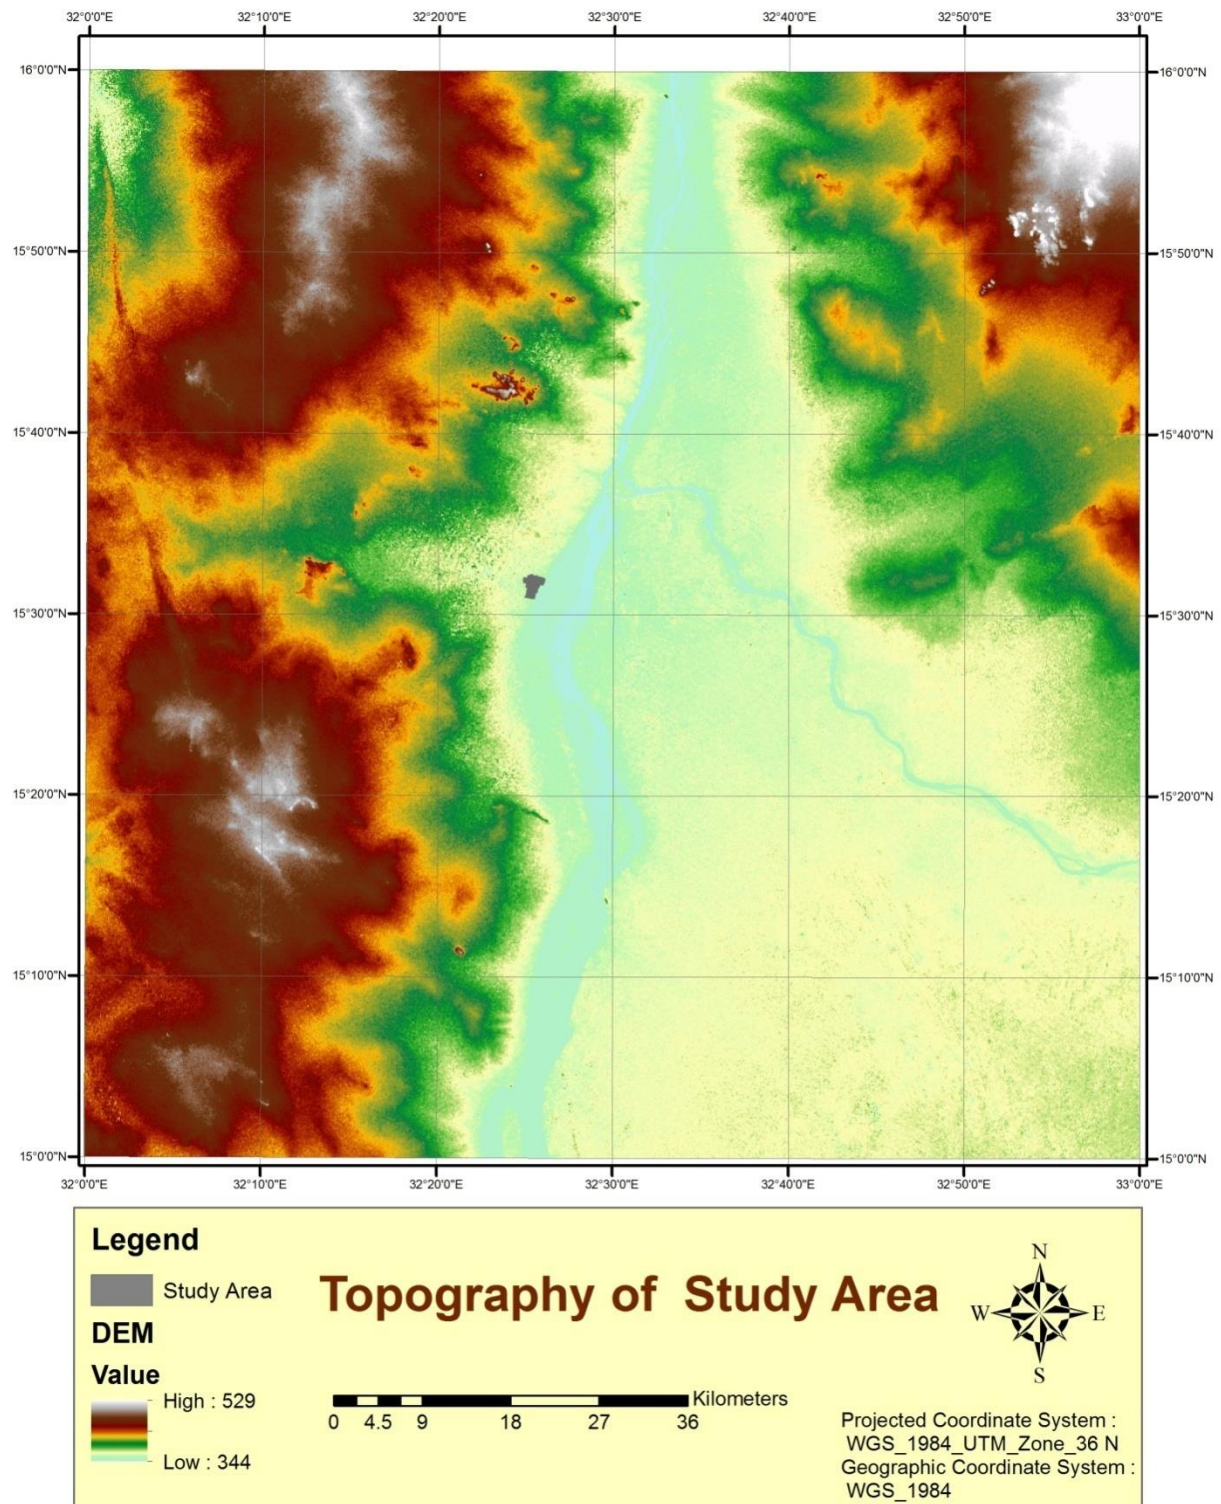 32°0'0"E 32°10'0"E 32°20'0"E 32°30'0"E 32°40'0"E 32°50'0"E 33°0'0"E
16°0'0"N 16°0'0"N
15°50'0"N 15°50'0"N
15°40'0"N 15°40'0"N
15°30'0"N 15°30'0"N
15°20'0"N 15°20'0"N
15°10'0"N 15°10'0"N
15°0'0"N 15°0'0"N
32°0'0"E 32°10'0"E 32°20'0"E 32°30'0"E 32°40'0"E 32°50'0"E 33°0'0"E
Legend
Study Area
DEM
Value
High : 529
Low : 344
Topography of Study Area
Kilometers
0 4.5 9 18 27 36
N
W E
S
Projected Coordinate System :
WGS_1984_UTM_Zone_36 N
Geographic Coordinate System :
WGS_1984